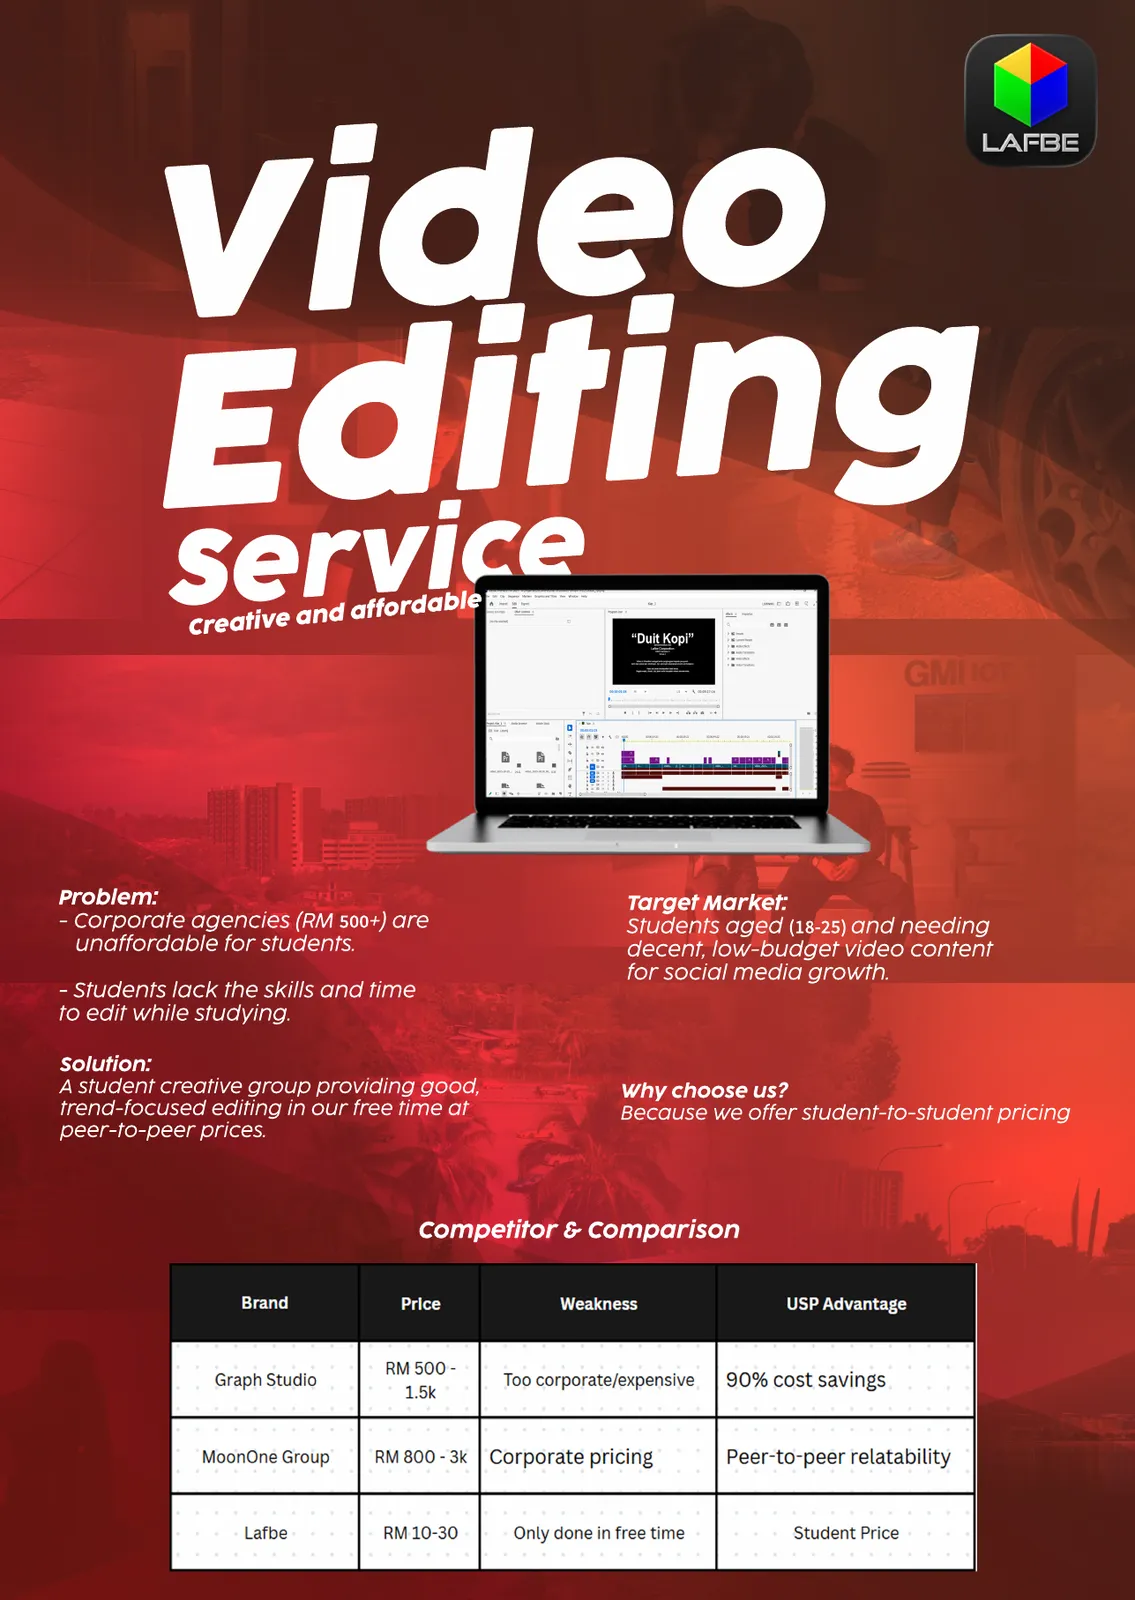 LAFBE
Video
Editing
Service
Creative and affordable
"Duit Kopi"
GMI
Problem:
- Corporate agencies (RM 500+) are
unaffordable for students.
- Students lack the skills and time
to edit while studying.
Solution:
A student creative group providing good,
trend-focused editing in our free time at
peer-to-peer prices.
Target Market:
Students aged (18-25) and needing
decent, low-budget video content
for social media growth.
Why choose us?
Because we offer student-to-student pricing
Competitor & Comparison
Brand Price Weakness USP Advantage
Graph Studio RM 500 - 1.5k Too corporate/expensive 90% cost savings
MoonOne Group RM 800 - 3k Corporate pricing Peer-to-peer relatability
Lafbe RM 10-30 Only done in free time Student Price